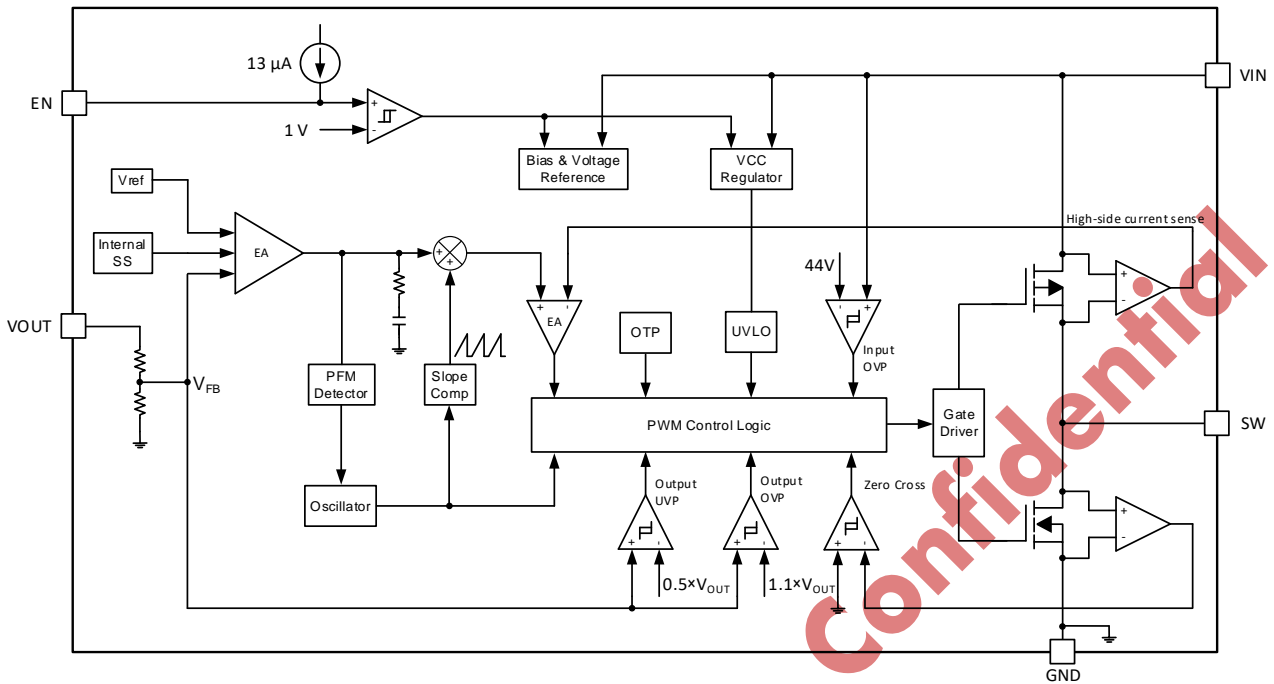 13 µA
EN
VIN
+
-
1 V
Bias & Voltage
Reference
VCC
Regulator
Vref
High-side current sense
Internal
SS
EA
+
+
44V
+
-
-
+
+
-
EA
OTP
UVLO
Input
OVP
VOUT
VFB
PFM
Detector
Slope
Comp
PWM Control Logic
Gate
Driver
SW
Oscillator
Output
UVP
Output
OVP
Zero Cross
+
-
+
-
+
-
+
-
0.5×VOUT
1.1×VOUT
GND
Confidential